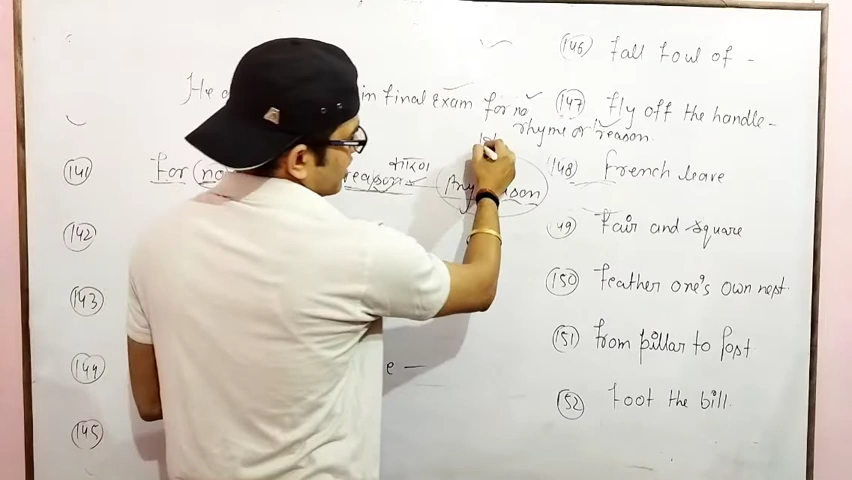 He in final exam for no
rhyme or reason.
141 For no reason कारण reason
142
143
144 e —
145
146 Fall foul of -
147 Fly off the handle -
148 French leave
149 Fair and square
150 Feather one's own nest.
151 From pillar to post
152 Foot the bill.